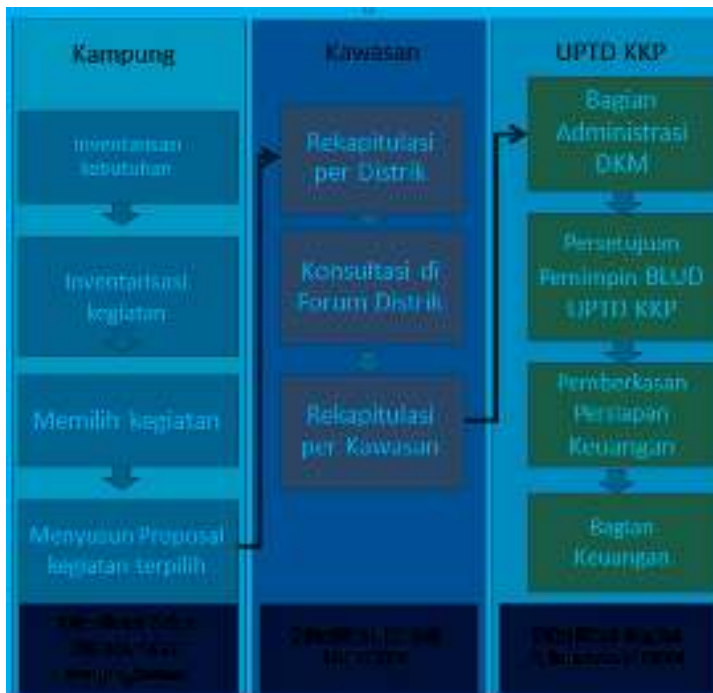 Kampung
Inventarisasi
kebutuhan
Inventarisasi
kegiatan
Memilih kegiatan
Menyusun Proposal
kegiatan terpilih
Kawasan
Rekapitulasi
per Distrik
Konsultasi di
Forum Distrik
Rekapitulasi
per Kawasan
UPTD KKP
Bagian
Administrasi
DKM
Persetujuan
Pemimpin BLUD
UPTD KKP
Pemberkasan
Persiapan
Keuangan
Bagian
Keuangan